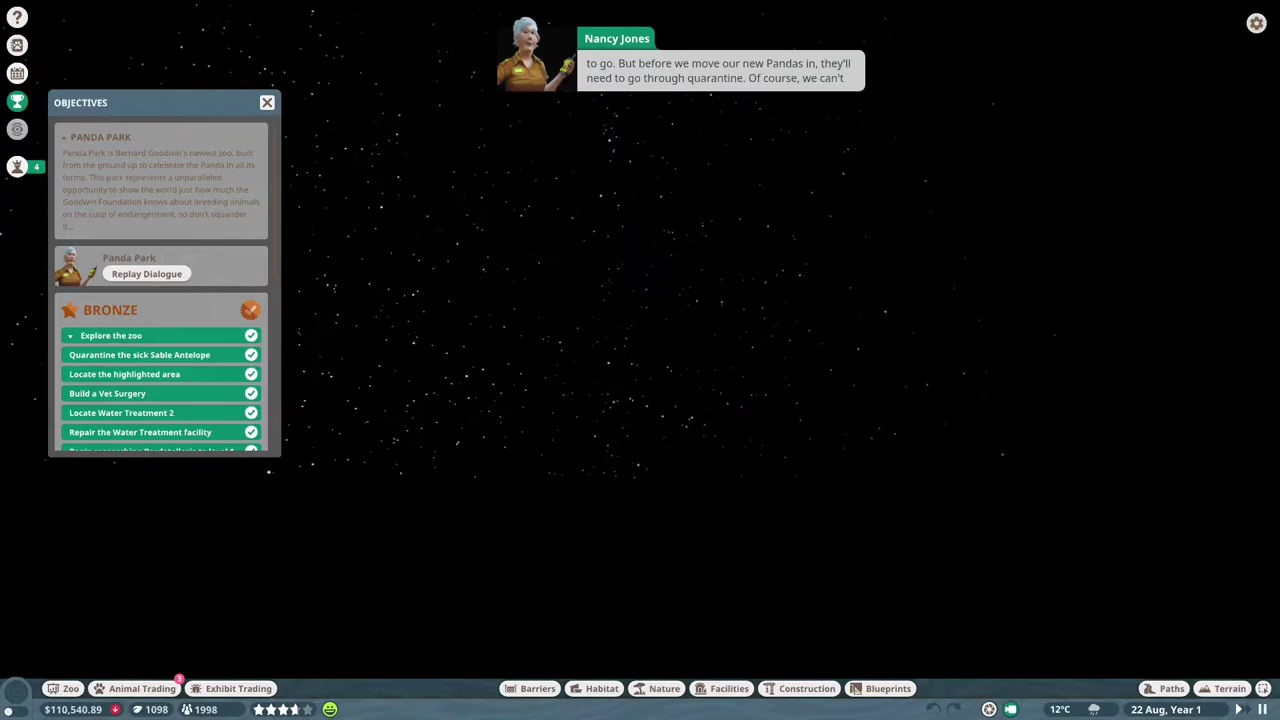 ?
Nancy Jones
to go. But before we move our new Pandas in, they'll
need to go through quarantine. Of course, we can't
OBJECTIVES
PANDA PARK
Panda Park is Bernard Goodwin's newest zoo, built
from the ground up to celebrate the Panda in all its
forms. This park represents a unparalleled
opportunity to show the world just how much the
Goodwin Foundation knows about breeding animals
on the cusp of endangerment, so don't squander
it...
4
Panda Park
Replay Dialogue
BRONZE
Explore the zoo
Quarantine the sick Sable Antelope
Locate the highlighted area
Build a Vet Surgery
Locate Water Treatment 2
Repair the Water Treatment facility
3
Zoo Animal Trading Exhibit Trading Barriers Habitat Nature Facilities Construction Blueprints Paths Terrain
$110,540.89 1098 1998 12°C 22 Aug, Year 1